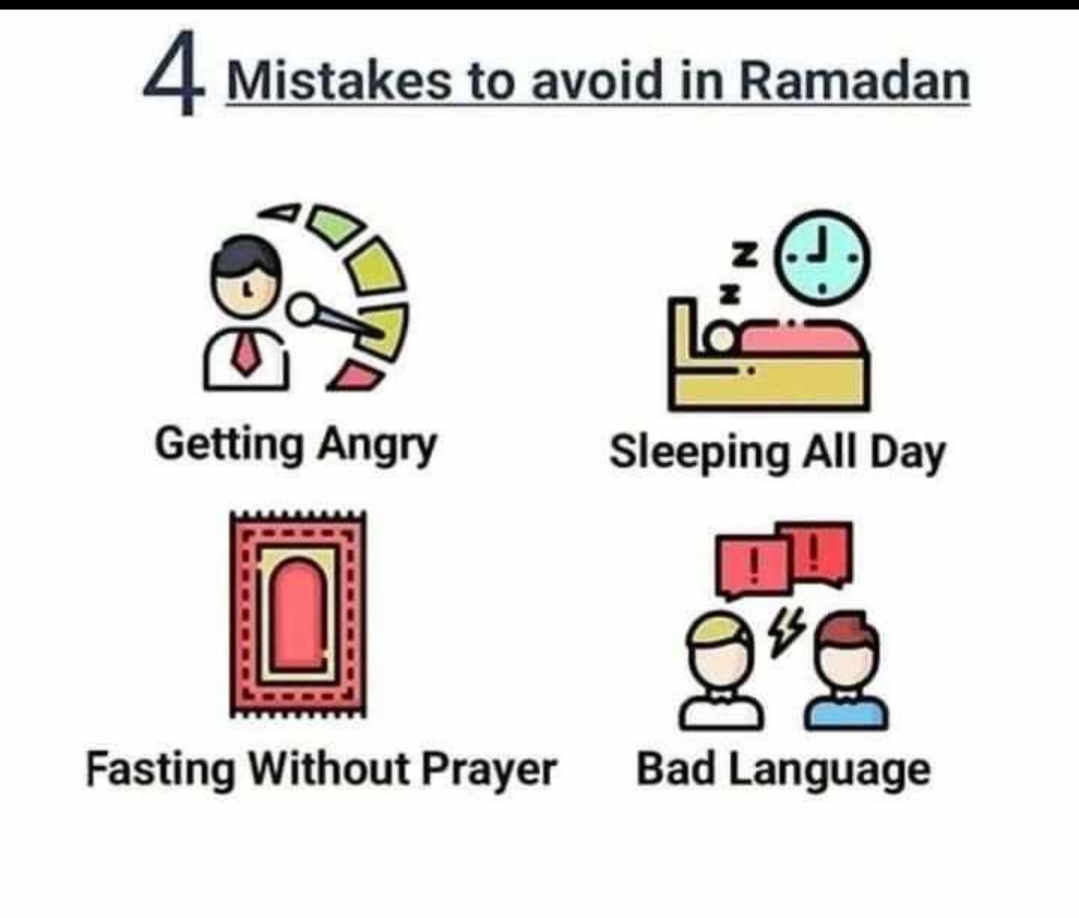 4 Mistakes to avoid in Ramadan
z
z
Getting Angry
Sleeping All Day
! !
Fasting Without Prayer
Bad Language